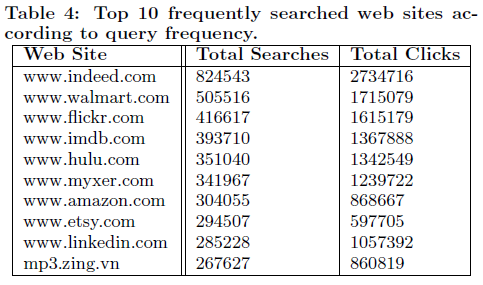 Table 4: Top 10 frequently searched web sites ac-
cording to query frequency.
Web Site Total Searches Total Clicks
www.indeed.com 824543 2734716
www.walmart.com 505516 1715079
www.flickr.com 416617 1615179
www.imdb.com 393710 1367888
www.hulu.com 351040 1342549
www.myxer.com 341967 1239722
www.amazon.com 304055 868667
www.etsy.com 294507 597705
www.linkedin.com 285228 1057392
mp3.zing.vn 267627 860819